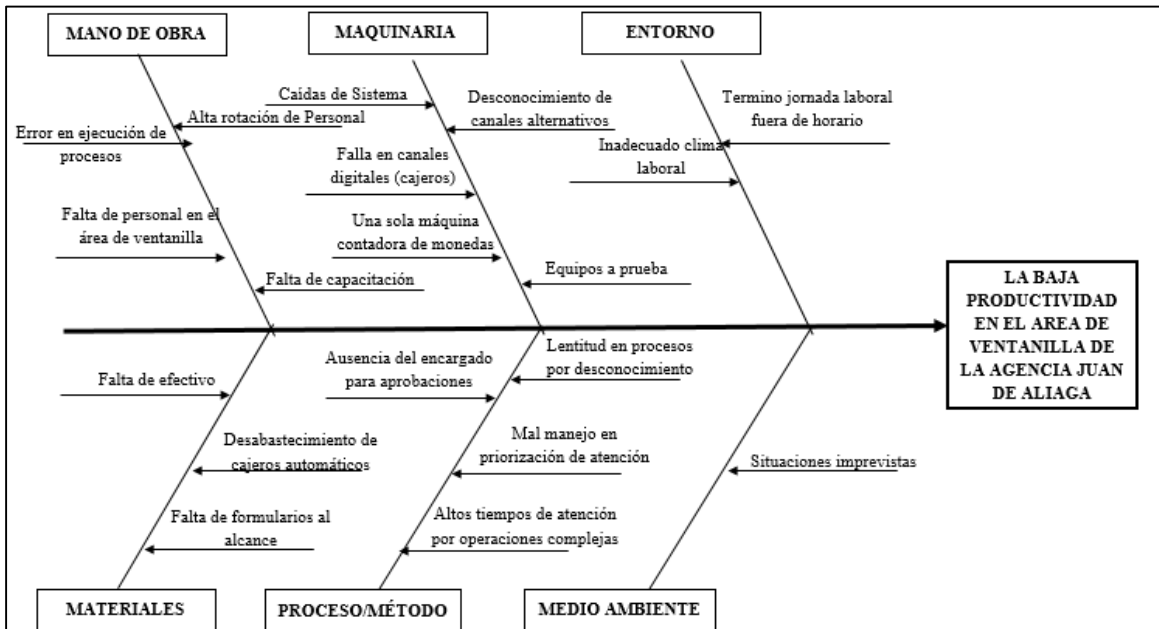 MANO DE OBRA
MAQUINARIA
ENTORNO
Caídas de Sistema
Alta rotación de Personal
Error en ejecución de
procesos
Falta de personal en el
área de ventanilla
Falta de capacitación
Desconocimiento de
canales alternativos
Falla en canales
digitales (cajeros)
Una sola máquina
contadora de monedas
Equipos a prueba
Termino jornada laboral
fuera de horario
Inadecuado clima
laboral
LA BAJA
PRODUCTIVIDAD
EN EL AREA DE
VENTANILLA DE
LA AGENCIA JUAN
DE ALIAGA
Falta de efectivo
Desabastecimiento de
cajeros automáticos
Falta de formularios al
alcance
Ausencia del encargado
para aprobaciones
Lentitud en procesos
por desconocimiento
Mal manejo en
priorización de atención
Altos tiempos de atención
por operaciones complejas
Situaciones imprevistas
MATERIALES
PROCESO/MÉTODO
MEDIO AMBIENTE